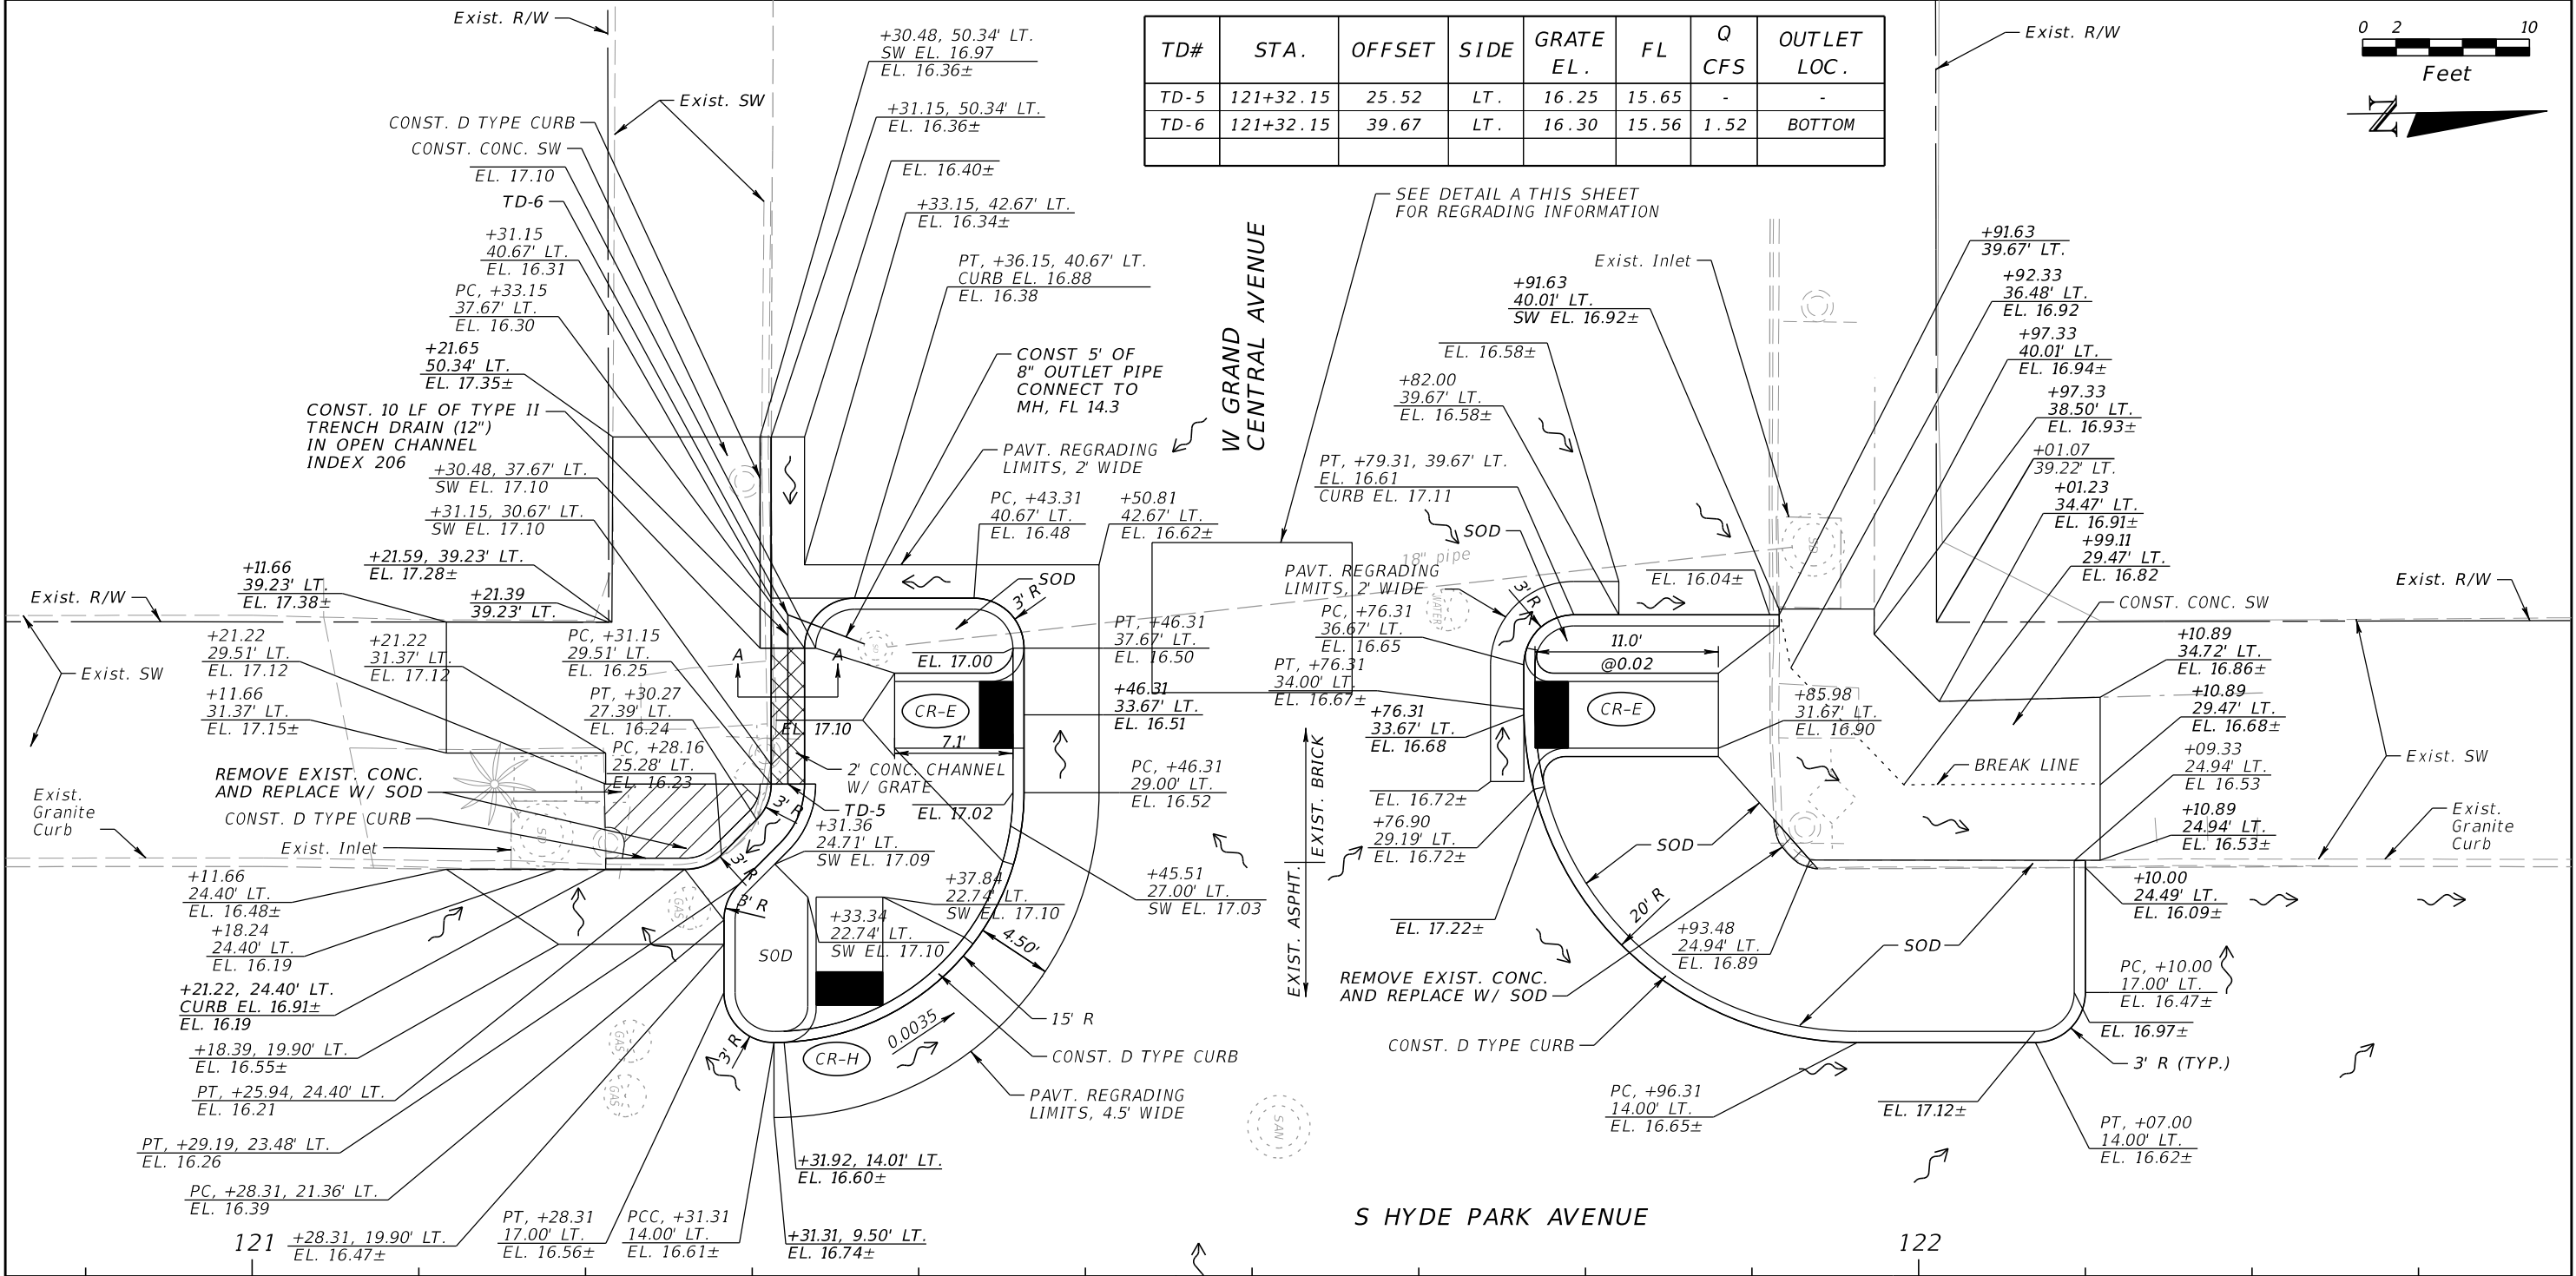 Exist. R/W
+30.48, 50.34' LT.
SW EL. 16.97
EL. 16.36±
TD# STA. OFFSET SIDE GRATE EL. FL Q CFS OUTLET LOC.
TD-5 121+32.15 25.52 LT. 16.25 15.65 - -
TD-6 121+32.15 39.67 LT. 16.30 15.56 1.52 BOTTOM
Exist. R/W
0 2 10
Feet
N
Exist. SW
CONST. D TYPE CURB
CONST. CONC. SW
EL. 17.10
TD-6
+31.15
40.67' LT.
EL. 16.31
PC, +33.15
37.67' LT.
EL. 16.30
+21.65
50.34' LT.
EL. 17.35±
CONST. 10 LF OF TYPE II
TRENCH DRAIN (12")
IN OPEN CHANNEL
INDEX 206
+30.48, 37.67' LT.
SW EL. 17.10
+31.15, 30.67' LT.
SW EL. 17.10
+31.15, 50.34' LT.
EL. 16.36±
EL. 16.40±
+33.15, 42.67' LT.
EL. 16.34±
PT, +36.15, 40.67' LT.
CURB EL. 16.88
EL. 16.38
CONST 5' OF
8" OUTLET PIPE
CONNECT TO
MH, FL 14.3
PAVT. REGRADING
LIMITS, 2' WIDE
PC, +43.31
40.67' LT.
EL. 16.48
+50.81
42.67' LT.
EL. 16.62±
W GRAND
CENTRAL AVENUE
SEE DETAIL A THIS SHEET
FOR REGRADING INFORMATION
Exist. Inlet
+91.63
40.01' LT.
SW EL. 16.92±
EL. 16.58±
+82.00
39.67' LT.
EL. 16.58±
PT, +79.31, 39.67' LT.
EL. 16.61
CURB EL. 17.11
SOD
18" pipe
PAVT. REGRADING
LIMITS, 2' WIDE
3' R
EL. 16.04±
+91.63
39.67' LT.
+92.33
36.48' LT.
EL. 16.92
+97.33
40.01' LT.
EL. 16.94±
+97.33
38.50' LT.
EL. 16.93±
+01.07
39.22' LT.
+01.23
34.47' LT.
EL. 16.91±
+99.11
29.47' LT.
EL. 16.82
CONST. CONC. SW
Exist. R/W
Exist. R/W
+11.66
39.23' LT.
EL. 17.38±
+21.59, 39.23' LT.
EL. 17.28±
+21.39
39.23' LT.
Exist. SW
+21.22
29.51' LT.
EL. 17.12
+21.22
31.37' LT.
EL. 17.12
PC, +31.15
29.51' LT.
EL. 16.25
+11.66
31.37' LT.
EL. 17.15±
PT, +30.27
27.39' LT.
EL. 16.24
PC, +28.16
25.28' LT.
EL. 16.23
A A
SOD
3' R
EL. 17.00
CR-E
7.1'
EL. 17.10
PT, +46.31
37.67' LT.
EL. 16.50
+46.31
33.67' LT.
EL. 16.51
PC, +46.31
29.00' LT.
EL. 16.52
WATER
SD
PC, +76.31
36.67' LT.
EL. 16.65
PT, +76.31
34.00' LT.
EL. 16.67±
+76.31
33.67' LT.
EL. 16.68
11.0'
@0.02
CR-E
+85.98
31.67' LT.
EL. 16.90
+10.89
34.72' LT.
EL. 16.86±
+10.89
29.47' LT.
EL. 16.68±
+09.33
24.94' LT.
EL 16.53
+10.89
24.94' LT.
EL. 16.53±
Exist. SW
Exist.
Granite
Curb
BREAK LINE
Exist.
Granite
Curb
REMOVE EXIST. CONC.
AND REPLACE W/ SOD
CONST. D TYPE CURB
Exist. Inlet
SD
2' CONC. CHANNEL
W/ GRATE
EL. 17.02
TD-5
3' R
3' R
3' R
+31.36
24.71' LT.
SW EL. 17.09
+37.84
22.74' LT.
SW EL. 17.10
+33.34
22.74' LT.
SW EL. 17.10
+45.51
27.00' LT.
SW EL. 17.03
4.50'
EXIST. BRICK
EXIST. ASPHT.
EL. 16.72±
+76.90
29.19' LT.
EL. 16.72±
EL. 17.22±
SOD
20' R
+93.48
24.94' LT.
EL. 16.89
SOD
+10.00
24.49' LT.
EL. 16.09±
PC, +10.00
17.00' LT.
EL. 16.47±
EL. 16.97±
3' R (TYP.)
REMOVE EXIST. CONC.
AND REPLACE W/ SOD
CONST. D TYPE CURB
PC, +96.31
14.00' LT.
EL. 16.65±
EL. 17.12±
PT, +07.00
14.00' LT.
EL. 16.62±
+11.66
24.40' LT.
EL. 16.48±
+18.24
24.40' LT.
EL. 16.19
+21.22, 24.40' LT.
CURB EL. 16.91±
EL. 16.19
+18.39, 19.90' LT.
EL. 16.55±
PT, +25.94, 24.40' LT.
EL. 16.21
PT, +29.19, 23.48' LT.
EL. 16.26
PC, +28.31, 21.36' LT.
EL. 16.39
+28.31, 19.90' LT.
EL. 16.47±
PT, +28.31
17.00' LT.
EL. 16.56±
PCC, +31.31
14.00' LT.
EL. 16.61±
+31.31, 9.50' LT.
EL. 16.74±
+31.92, 14.01' LT.
EL. 16.60±
GAS
GAS
GAS
SOD
3' R
CR-H
0.0035
15' R
CONST. D TYPE CURB
PAVT. REGRADING
LIMITS, 4.5' WIDE
SAN
S HYDE PARK AVENUE
121
122